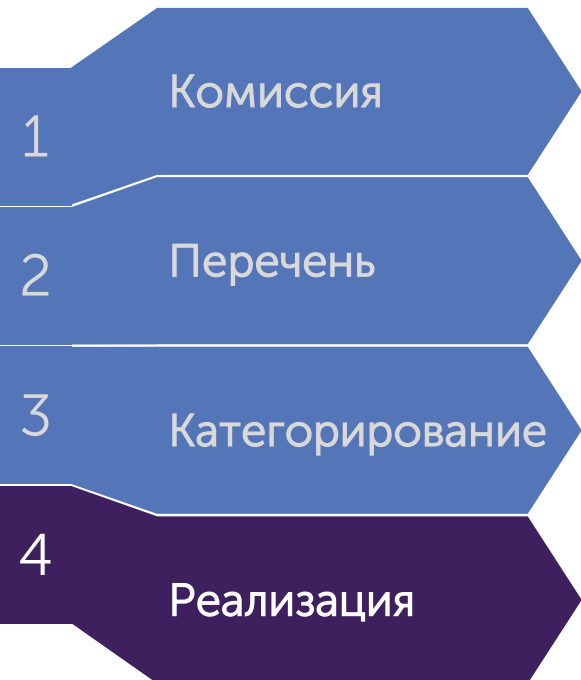 1
Комиссия
2
Перечень
3
Категорирование
4
Реализация